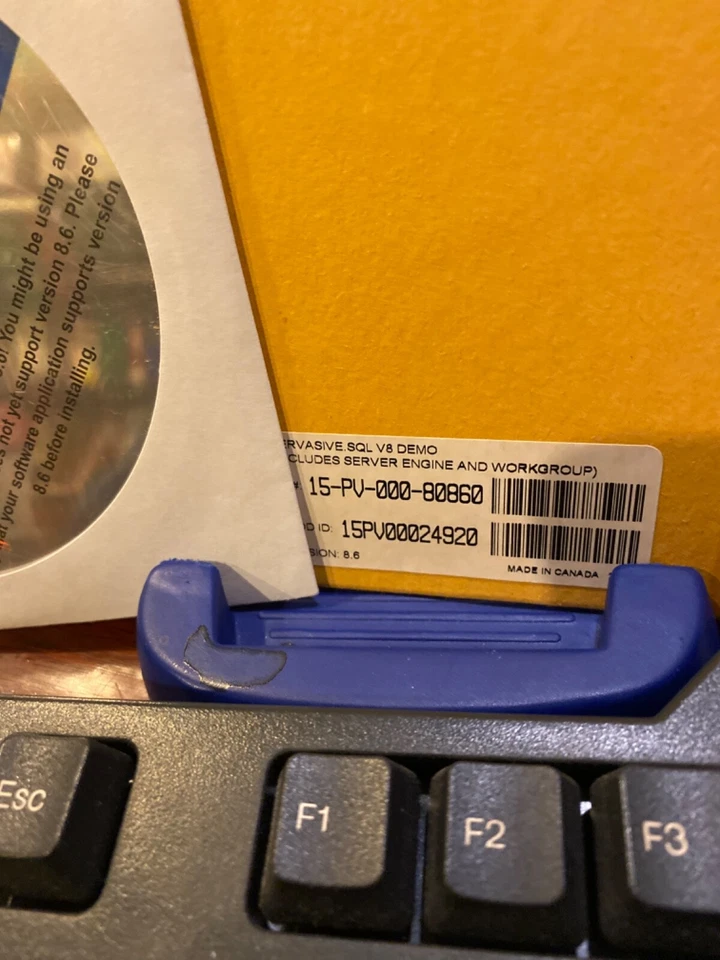 You might be using an
not yet support version 8.6. Please
at your software application supports version
8.6 before installing.
ERVASIVE.SQL V8 DEMO
CLUDES SERVER ENGINE AND WORKGROUP)
15-PV-000-80860
D ID: 15PV00024920
SION: 8.6
MADE IN CANADA
Esc
F1
F2
F3